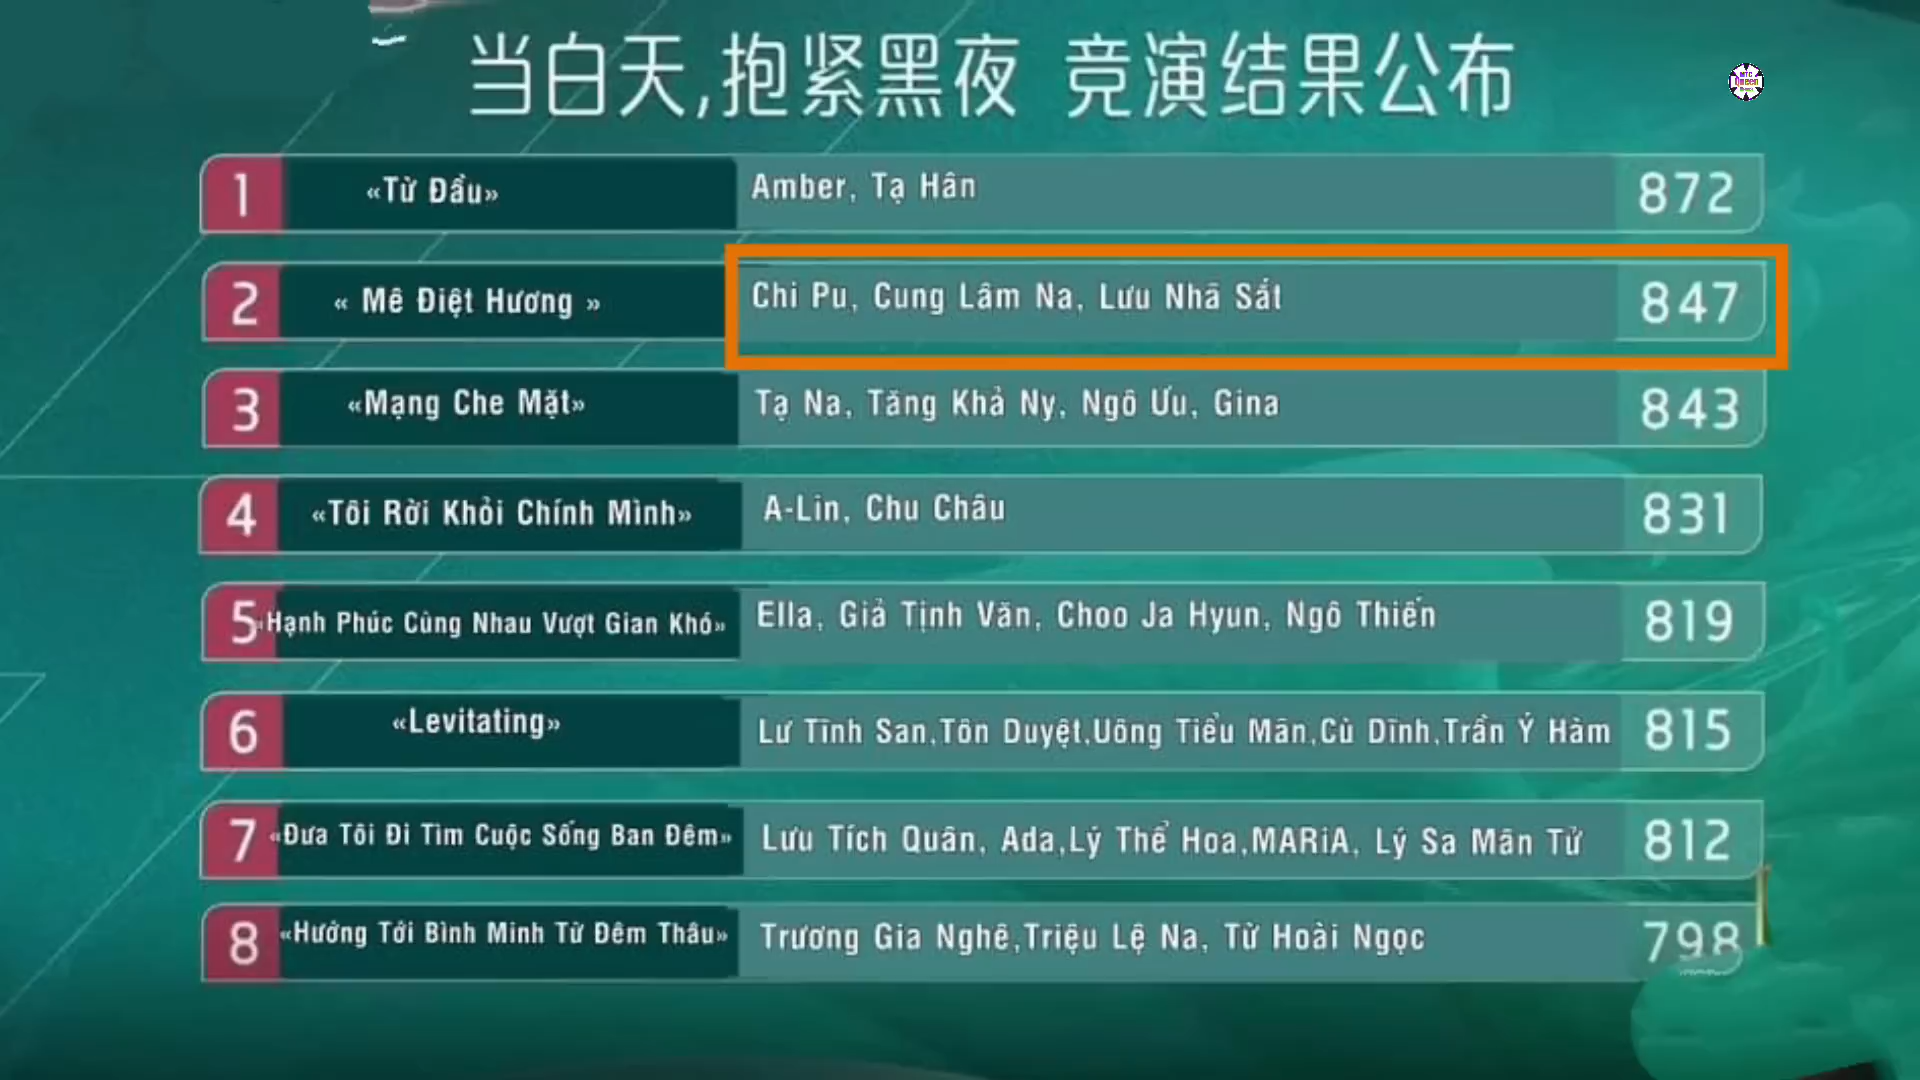 当白天,抱紧黑夜 竞演结果公布
MTC
Queen
1 «Từ Đầu» Amber, Tạ Hân 872
2 « Mê Điệt Hương » Chi Pu, Cung Lâm Na, Lưu Nhã Sắt 847
3 «Mạng Che Mặt» Tạ Na, Tăng Khả Ny, Ngô Ưu, Gina 843
4 «Tôi Rời Khỏi Chính Mình» A-Lin, Chu Châu 831
5 «Hạnh Phúc Cùng Nhau Vượt Gian Khó» Ella, Giả Tịnh Văn, Choo Ja Hyun, Ngô Thiến 819
6 «Levitating» Lư Tĩnh San,Tôn Duyệt,Uông Tiểu Mẫn,Cù Dĩnh,Trần Ý Hàm 815
7 «Đưa Tôi Đi Tìm Cuộc Sống Ban Đêm» Lưu Tích Quân, Ada,Lý Thể Hoa,MARiA, Lý Sa Mân Tử 812
8 «Hướng Tới Bình Minh Từ Đêm Thâu» Trương Gia Nghê,Triệu Lệ Na, Từ Hoài Ngọc 798